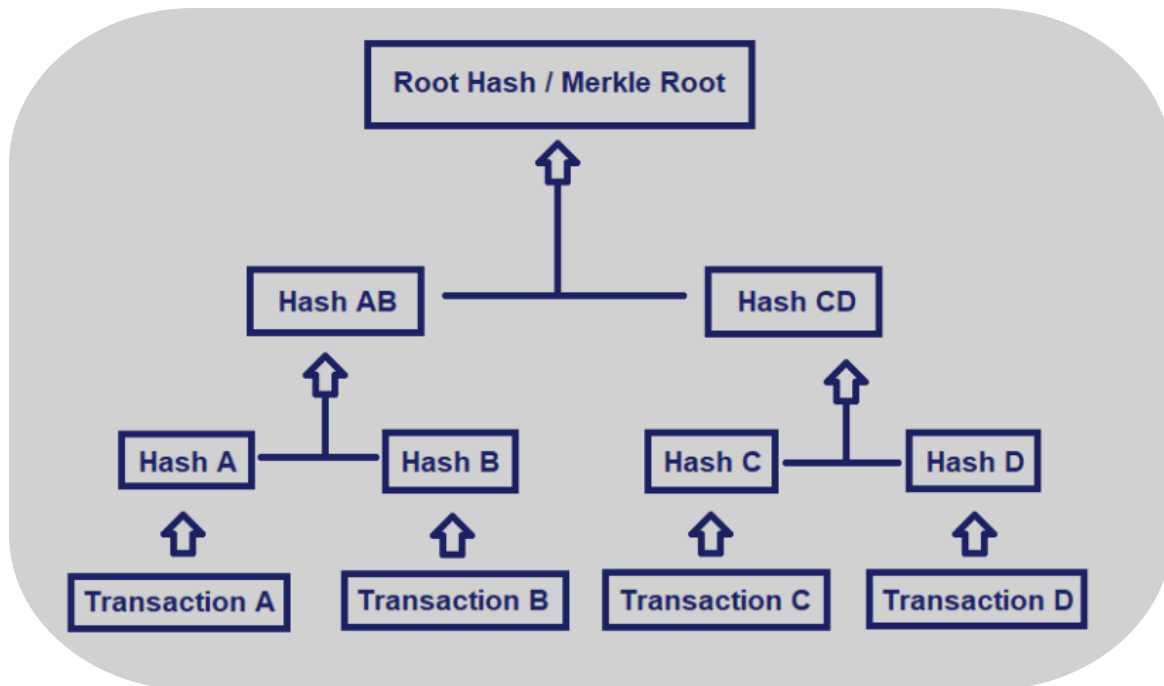 Root Hash / Merkle Root
Hash AB
Hash CD
Hash A
Hash B
Hash C
Hash D
Transaction A
Transaction B
Transaction C
Transaction D